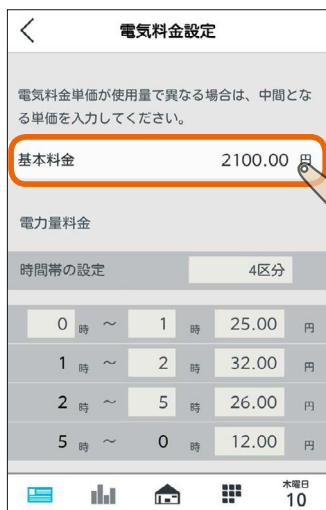 電気料金設定
電気料金単価が使用量で異なる場合は、中間とな
る単価を入力してください。
基本料金 2100.00 円
電力量料金
時間帯の設定 4区分
0 時 ～ 1 時 25.00 円
1 時 ～ 2 時 32.00 円
2 時 ～ 5 時 26.00 円
5 時 ～ 0 時 12.00 円
木曜日
10